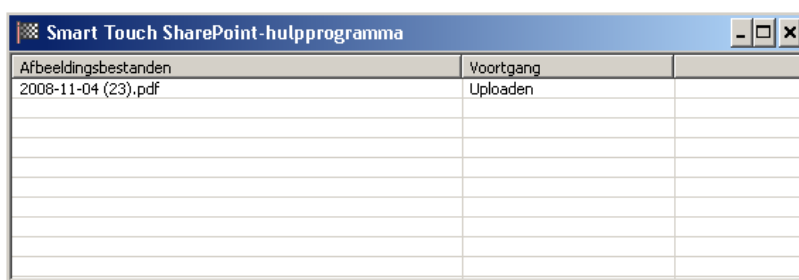 Smart Touch SharePoint-hulpprogramma
Afbeeldingsbestanden Voortgang
2008-11-04 (23).pdf Uploaden